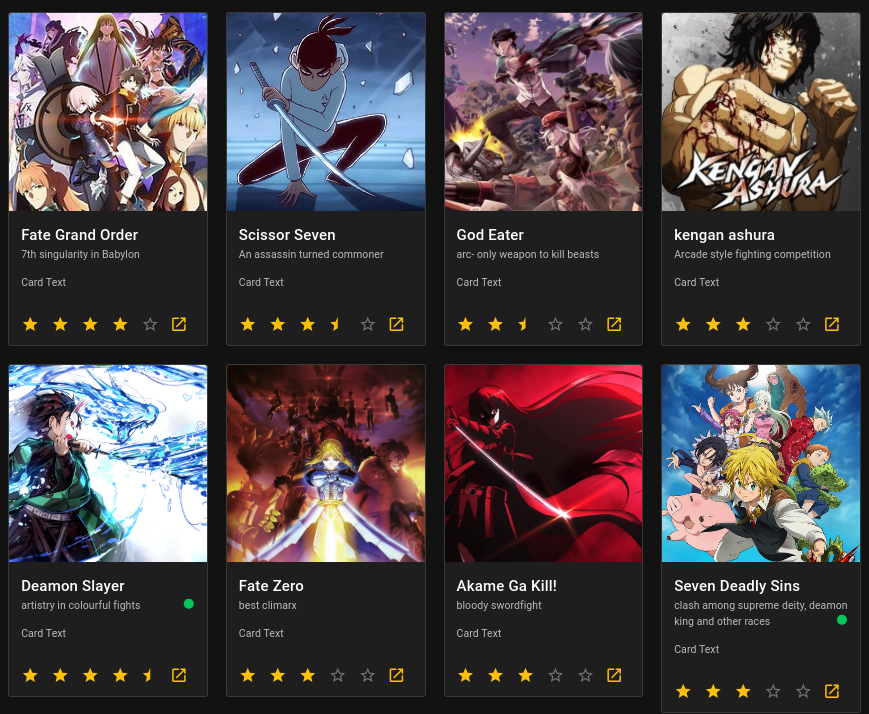 KENGAN
ASHURA
Fate Grand Order
7th singularity in Babylon
Card Text
Scissor Seven
An assassin turned commoner
Card Text
God Eater
arc- only weapon to kill beasts
Card Text
kengan ashura
Arcade style fighting competition
Card Text
Deamon Slayer
artistry in colourful fights
Card Text
Fate Zero
best climarx
Card Text
Akame Ga Kill!
bloody swordfight
Card Text
Seven Deadly Sins
clash among supreme deity, deamon
king and other races
Card Text